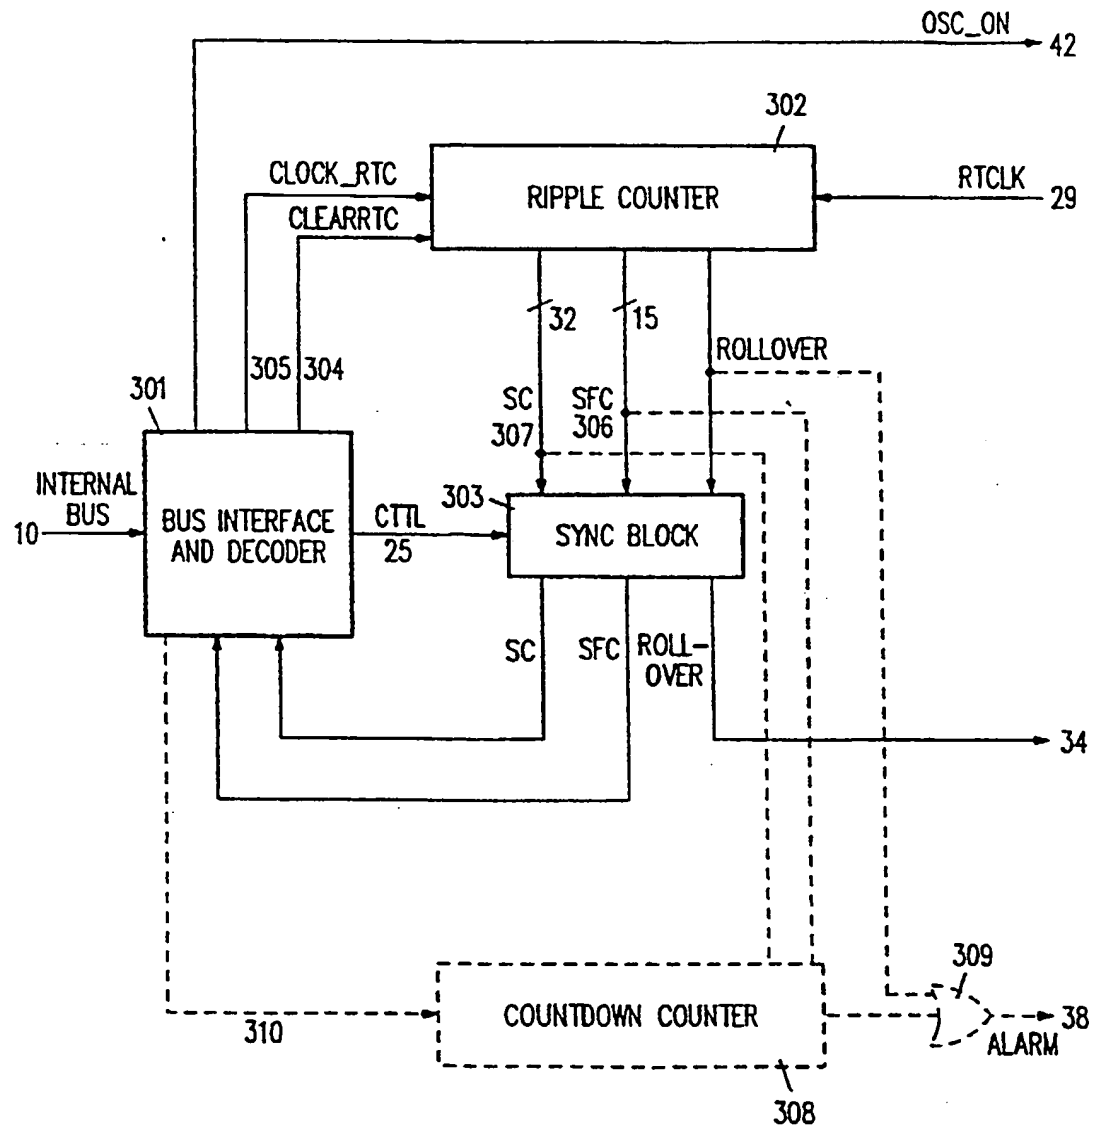 OSC_ON
42
302
CLOCK_RTC
RIPPLE COUNTER
RTCLK
29
CLEARRTC
32
15
305
304
ROLLOVER
301
SC
307
SFC
306
INTERNAL
BUS
10
BUS INTERFACE
AND DECODER
CTTL
25
303
SYNC BLOCK
SC
SFC
ROLL-
OVER
34
309
310
COUNTDOWN COUNTER
38
ALARM
308